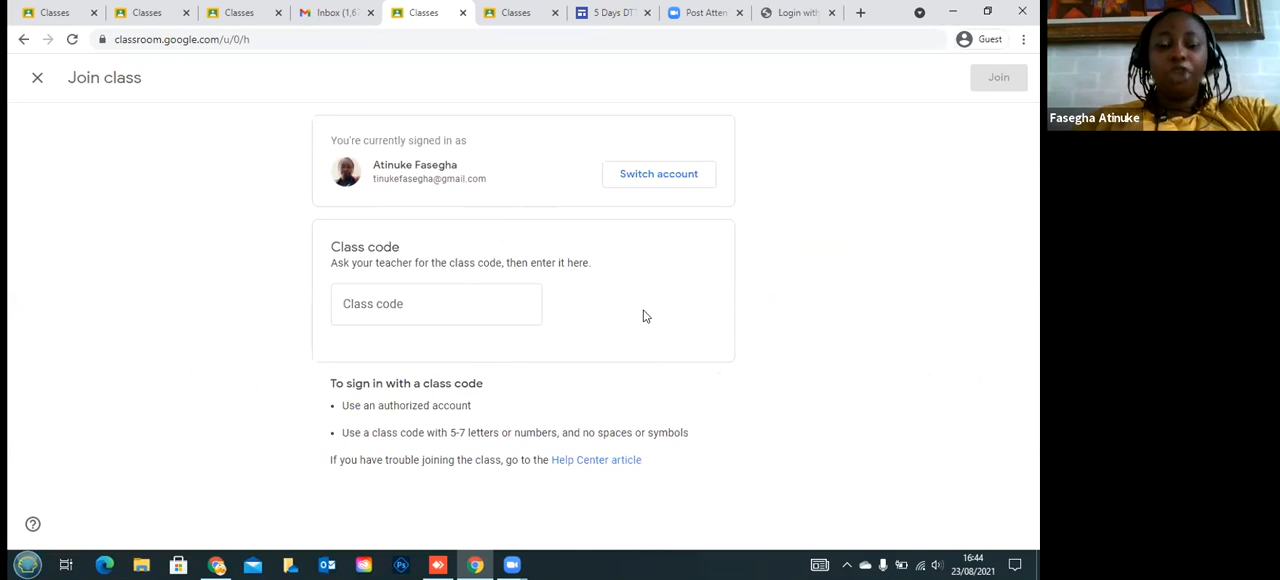 Classes
Classes
Classes
Inbox (1,6
Classes
Classes
5 Days DT
Post Atten
Login with
classroom.google.com/u/0/h
Guest
Join class
Join
You're currently signed in as
Atinuke Fasegha
tinukefasegha@gmail.com
Switch account
Class code
Ask your teacher for the class code, then enter it here.
Class code
To sign in with a class code
• Use an authorized account
• Use a class code with 5-7 letters or numbers, and no spaces or symbols
If you have trouble joining the class, go to the Help Center article
16:44
23/08/2021
Fasegha Atinuke